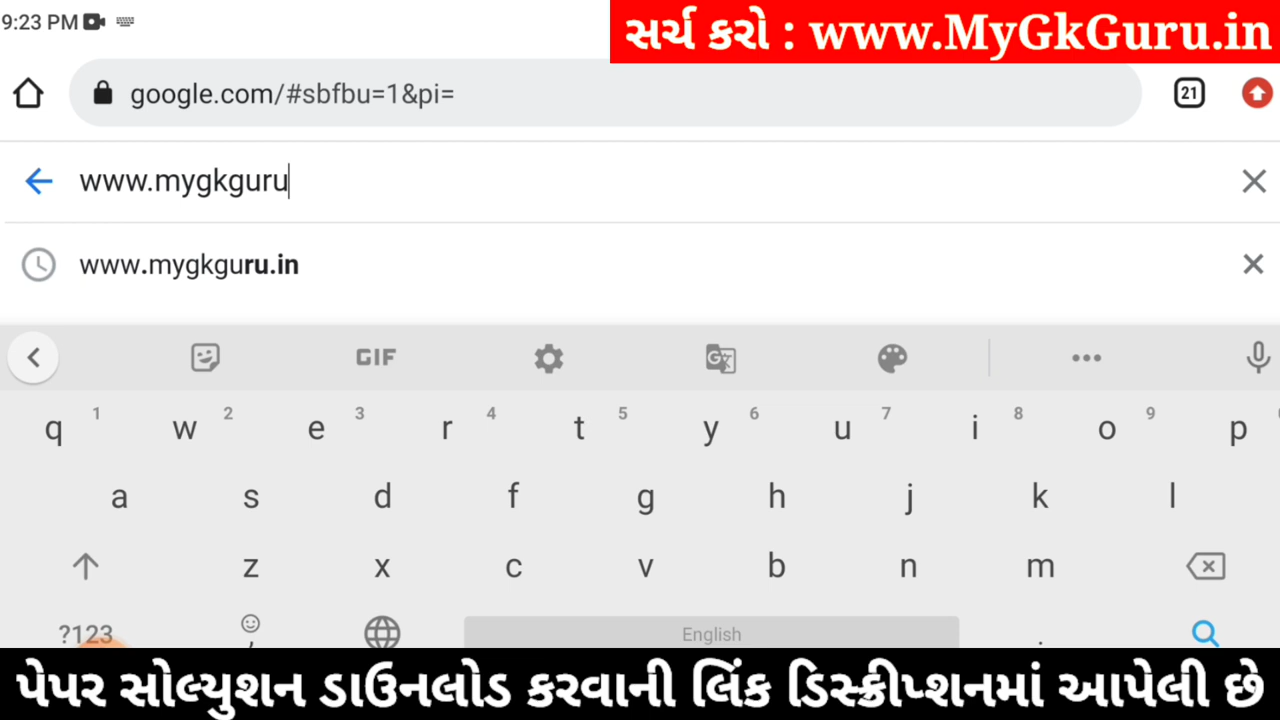 9:23 PM
સર્ચ કરો : www.MyGkGuru.in
google.com/#sbfbu=1&pi=
21
www.mygkguru
www.mygkguru.in
GIF
q 1 w 2 e 3 r 4 t 5 y 6 u 7 i 8 o 9 p
a s d f g h j k l
z x c v b n m
?123 , English .
પેપર સોલ્યુશન ડાઉનલોડ કરવાની લિંક ડિસ્ક્રીપ્શનમાં આપેલી છે